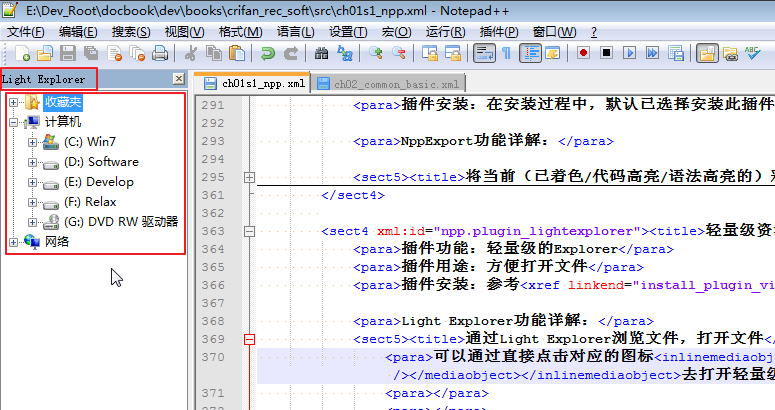 E:\Dev_Root\docbook\dev\books\crifan_rec_soft\src\ch01s1_npp.xml - Notepad++
文件(F) 编辑(E) 搜索(S) 视图(V) 格式(M) 语言(L) 设置(T) 宏(O) 运行(R) 插件(P) 窗口(W) ?
Light Explorer
收藏夹
计算机
(C:) Win7
(D:) Software
(E:) Develop
(F:) Relax
(G:) DVD RW 驱动器
网络
ch01s1_npp.xml ch02_common_basic.xml
291 <para>插件安装：在安装过程中，默认已选择安装此插件
292
293 <para>NppExport功能详解：</para>
294
295 <sect5><title>将当前（已着色/代码高亮/语法高亮的）
361 </sect4>
362
363 <sect4 xml:id="npp.plugin_lightexplorer"><title>轻量级资
364 <para>插件功能：轻量级的Explorer</para>
365 <para>插件用途：方便打开文件</para>
366 <para>插件安装：参考<xref linkend="install_plugin_vi
367
368 <para>Light Explorer功能详解：</para>
369 <sect5><title>通过Light Explorer浏览文件，打开文件</
370 <para>可以通过直接点击对应的图标<inlinemediaobj
/></mediaobject></inlinemediaobject>去打开轻量级
371 <para></para>
372 <para></para>